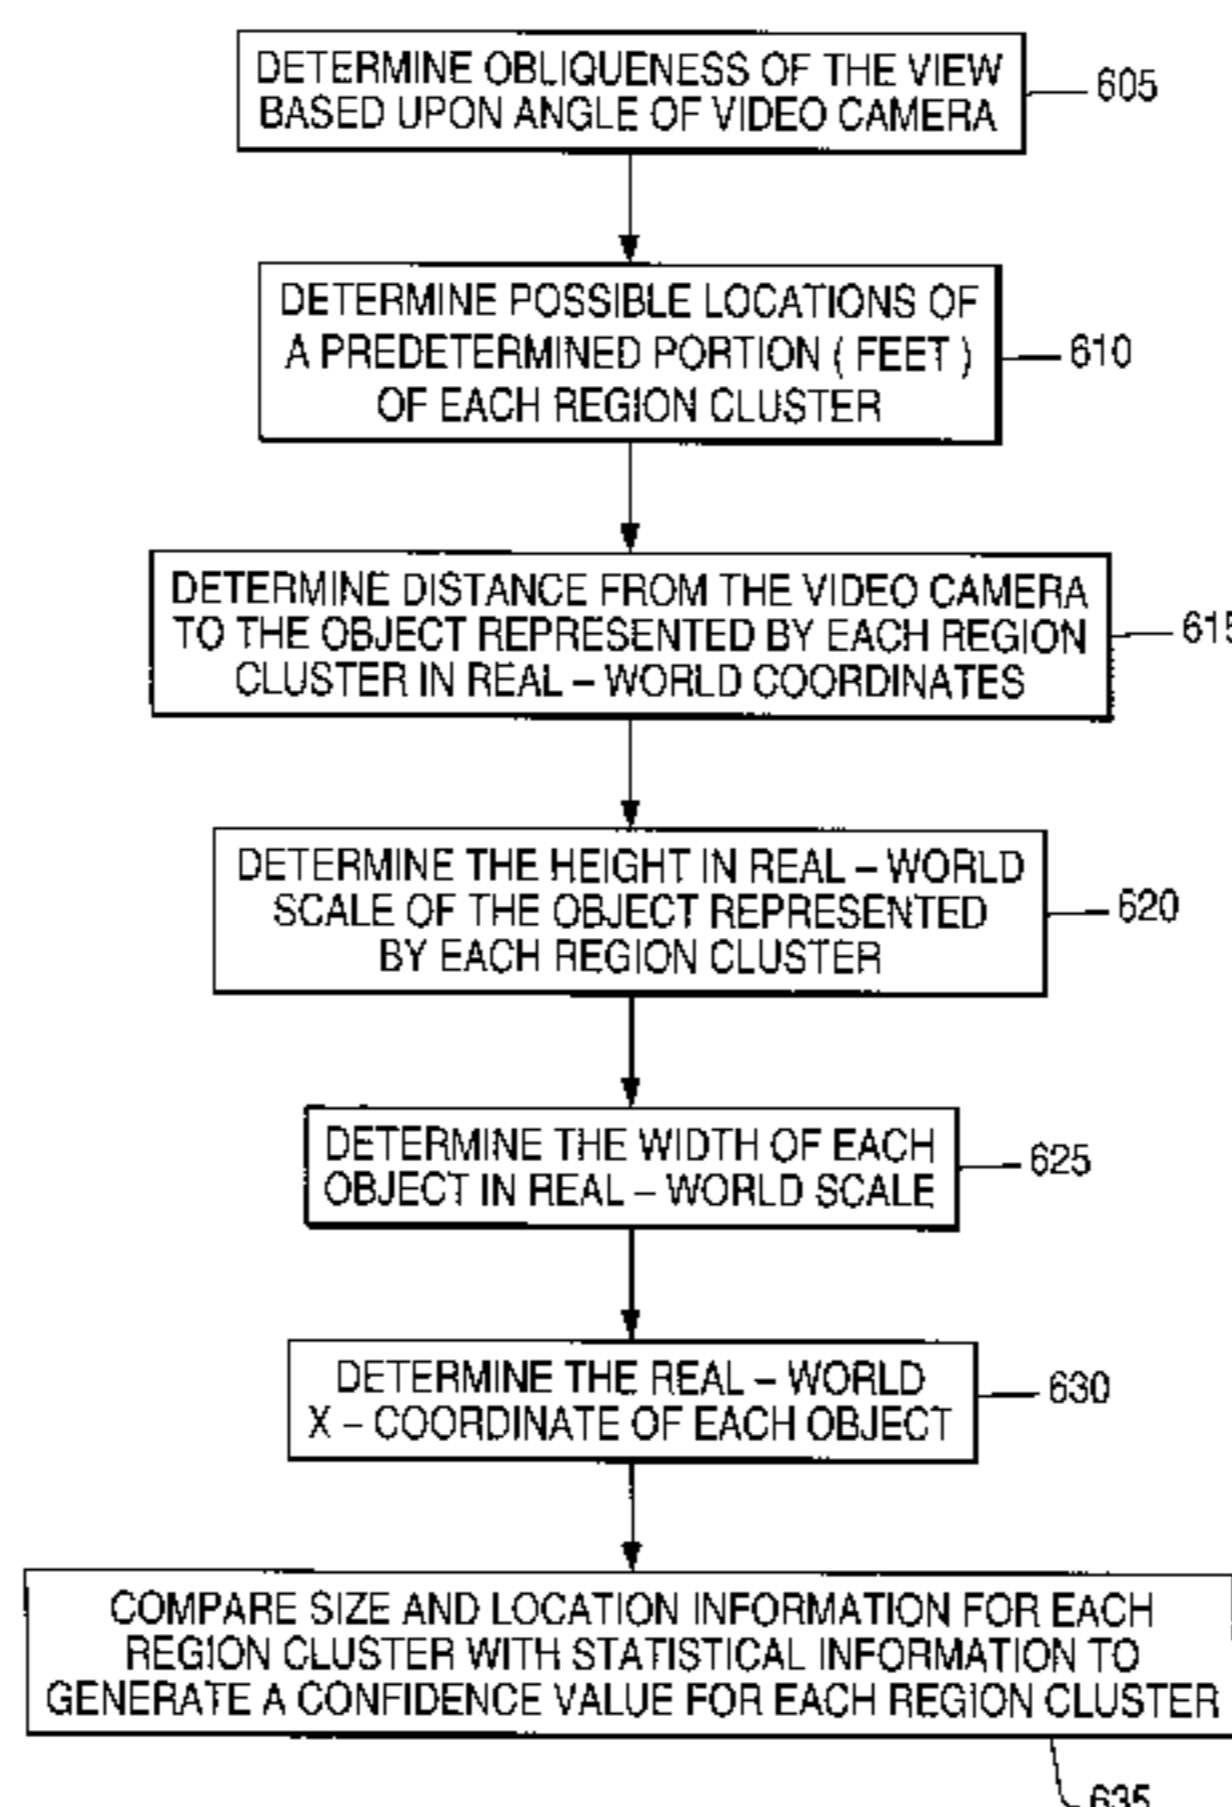 DETERMINE OBLIQUENESS OF THE VIEW
BASED UPON ANGLE OF VIDEO CAMERA
605
DETERMINE POSSIBLE LOCATIONS OF
A PREDETERMINED PORTION ( FEET )
OF EACH REGION CLUSTER
610
DETERMINE DISTANCE FROM THE VIDEO CAMERA
TO THE OBJECT REPRESENTED BY EACH REGION
CLUSTER IN REAL – WORLD COORDINATES
615
DETERMINE THE HEIGHT IN REAL – WORLD
SCALE OF THE OBJECT REPRESENTED
BY EACH REGION CLUSTER
620
DETERMINE THE WIDTH OF EACH
OBJECT IN REAL – WORLD SCALE
625
DETERMINE THE REAL – WORLD
X – COORDINATE OF EACH OBJECT
630
COMPARE SIZE AND LOCATION INFORMATION FOR EACH
REGION CLUSTER WITH STATISTICAL INFORMATION TO
GENERATE A CONFIDENCE VALUE FOR EACH REGION CLUSTER
635